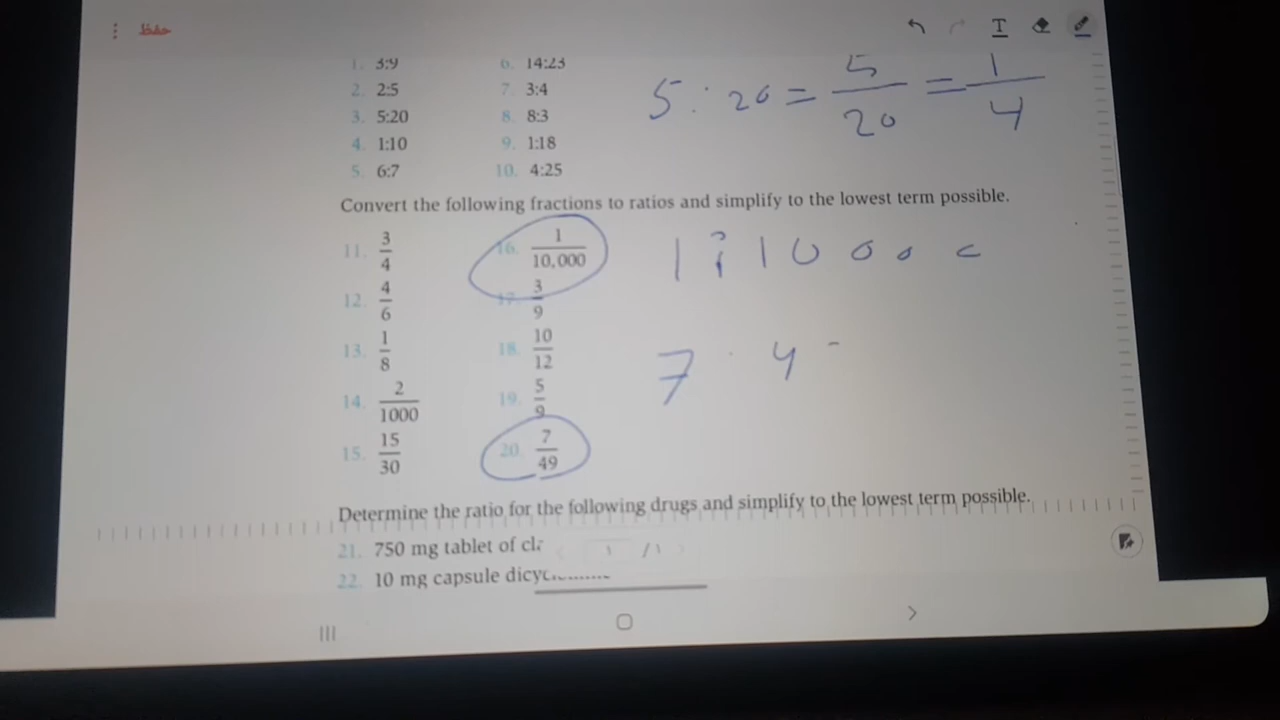 حفظ
T
1. 3:9 6. 14:23
5 : 20 = 5/20 = 1/4
2. 2:5 7. 3:4
3. 5:20 8. 8:3
4. 1:10 9. 1:18
5. 6:7 10. 4:25
Convert the following fractions to ratios and simplify to the lowest term possible.
11. 3/4 16. 1/10,000
1 : 10000
12. 4/6 17. 3/9
13. 1/8 18. 10/12
7 4
14. 2/1000 19. 5/9
15. 15/30 20. 7/49
Determine the ratio for the following drugs and simplify to the lowest term possible.
21. 750 mg tablet of
22. 10 mg capsule